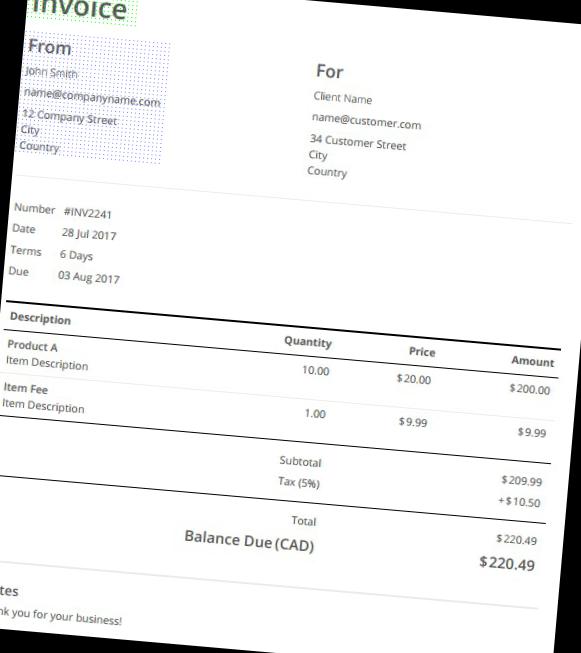 Invoice
From
John Smith
name@companyname.com
12 Company Street
City
Country
For
Client Name
name@customer.com
34 Customer Street
City
Country
Number #INV2241
Date 28 Jul 2017
Terms 6 Days
Due 03 Aug 2017
Description Quantity Price Amount
Product A 10.00 $20.00 $200.00
Item Description
Item Fee 1.00 $9.99 $9.99
Item Description
Subtotal $209.99
Tax (5%) +$10.50
Total $220.49
Balance Due (CAD) $220.49
tes
nk you for your business!